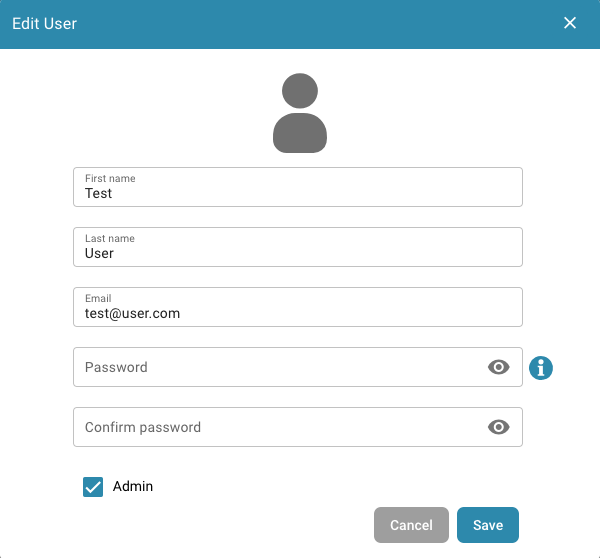 Edit User
First name
Test
Last name
User
Email
test@user.com
Password
Confirm password
Admin
Cancel Save